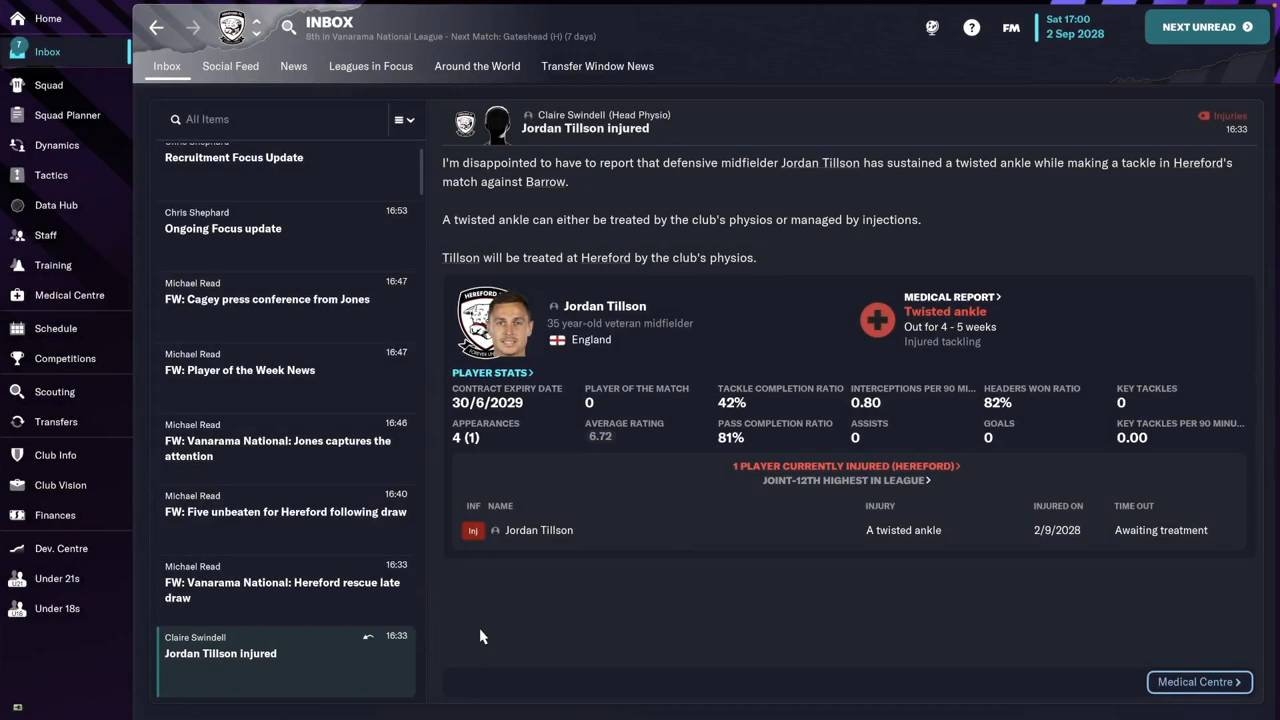 Home
INBOX
8th in Vanarama National League - Next Match: Gateshead (H) (7 days)
FM
Sat 17:00
2 Sep 2028
NEXT UNREAD
7
Inbox
Inbox
Social Feed
News
Leagues in Focus
Around the World
Transfer Window News
Squad
Squad Planner
Dynamics
Tactics
Data Hub
Staff
Training
Medical Centre
Schedule
Competitions
Scouting
Transfers
Club Info
Club Vision
Finances
Dev. Centre
Under 21s
Under 18s
All Items
Chris Shephard
Recruitment Focus Update
Chris Shephard
16:53
Ongoing Focus update
Michael Read
16:47
FW: Cagey press conference from Jones
Michael Read
16:47
FW: Player of the Week News
Michael Read
16:46
FW: Vanarama National: Jones captures the
attention
Michael Read
16:40
FW: Five unbeaten for Hereford following draw
Michael Read
16:33
FW: Vanarama National: Hereford rescue late
draw
Claire Swindell
16:33
Jordan Tillson injured
Claire Swindell (Head Physio)
Jordan Tillson injured
Injuries
16:33
I'm disappointed to have to report that defensive midfielder Jordan Tillson has sustained a twisted ankle while making a tackle in Hereford's
match against Barrow.
A twisted ankle can either be treated by the club's physios or managed by injections.
Tillson will be treated at Hereford by the club's physios.
Jordan Tillson
35 year-old veteran midfielder
England
MEDICAL REPORT
Twisted ankle
Out for 4 - 5 weeks
Injured tackling
PLAYER STATS
CONTRACT EXPIRY DATE
30/6/2029
PLAYER OF THE MATCH
0
TACKLE COMPLETION RATIO
42%
INTERCEPTIONS PER 90 MI...
0.80
HEADERS WON RATIO
82%
KEY TACKLES
0
APPEARANCES
4 (1)
AVERAGE RATING
6.72
PASS COMPLETION RATIO
81%
ASSISTS
0
GOALS
0
KEY TACKLES PER 90 MINU...
0.00
1 PLAYER CURRENTLY INJURED (HEREFORD)
JOINT-12TH HIGHEST IN LEAGUE
INF NAME INJURY INJURED ON TIME OUT
Inj Jordan Tillson A twisted ankle 2/9/2028 Awaiting treatment
Medical Centre